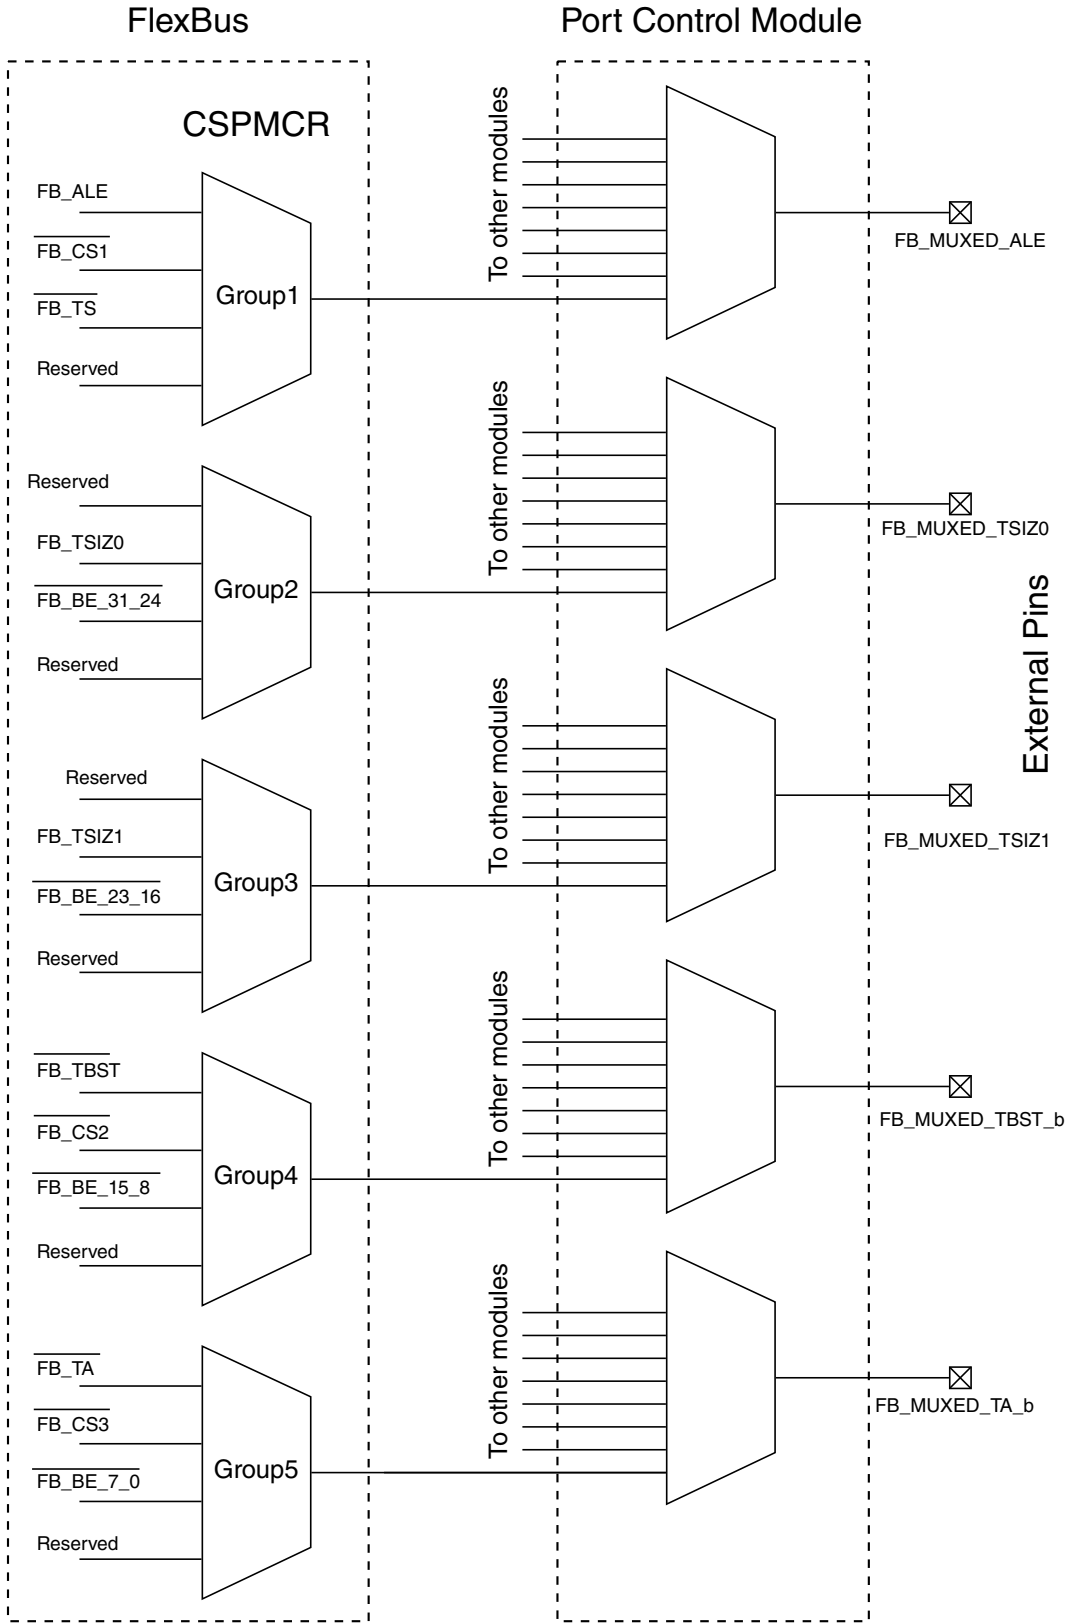 FlexBus
Port Control Module
CSPMCR
FB_ALE
FB_CS1
FB_TS
Reserved
Group1
To other modules
FB_MUXED_ALE
Reserved
FB_TSIZ0
FB_BE_31_24
Reserved
Group2
To other modules
FB_MUXED_TSIZ0
External Pins
Reserved
FB_TSIZ1
FB_BE_23_16
Reserved
Group3
To other modules
FB_MUXED_TSIZ1
FB_TBST
FB_CS2
FB_BE_15_8
Reserved
Group4
To other modules
FB_MUXED_TBST_b
FB_TA
FB_CS3
FB_BE_7_0
Reserved
Group5
To other modules
FB_MUXED_TA_b